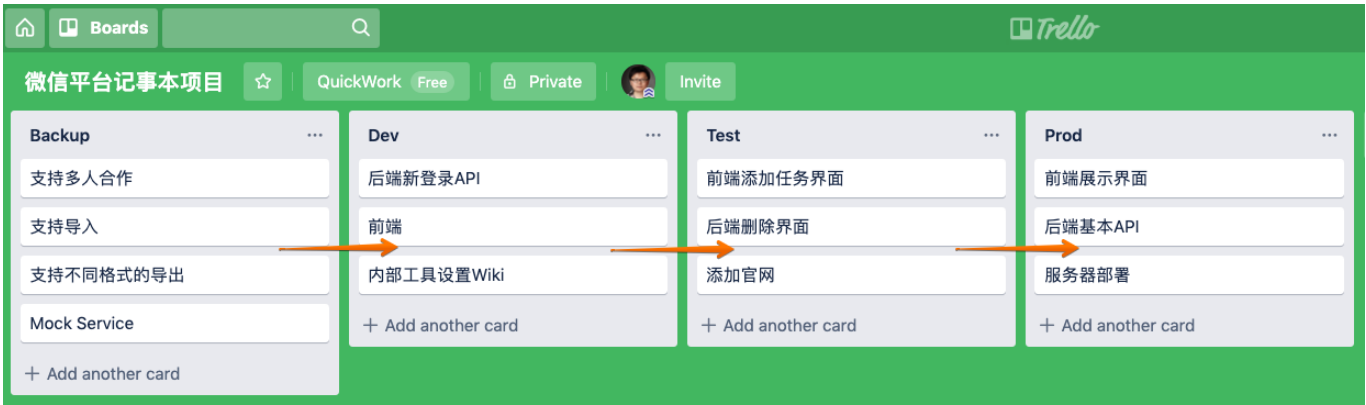 Boards
Trello
微信平台记事本项目
QuickWork Free
Private
Invite
Backup
支持多人合作
支持导入
支持不同格式的导出
Mock Service
+ Add another card
Dev
后端新登录API
前端
内部工具设置Wiki
+ Add another card
Test
前端添加任务界面
后端删除界面
添加官网
+ Add another card
Prod
前端展示界面
后端基本API
服务器部署
+ Add another card